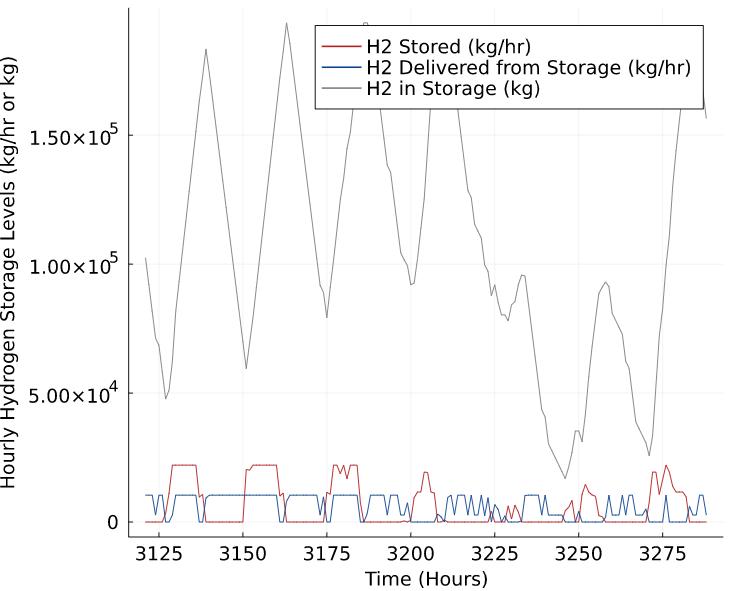 H2 Stored (kg/hr)
H2 Delivered from Storage (kg/hr)
H2 in Storage (kg)
Hourly Hydrogen Storage Levels (kg/hr or kg)
1.50×10⁵
1.00×10⁵
5.00×10⁴
0
3125 3150 3175 3200 3225 3250 3275
Time (Hours)